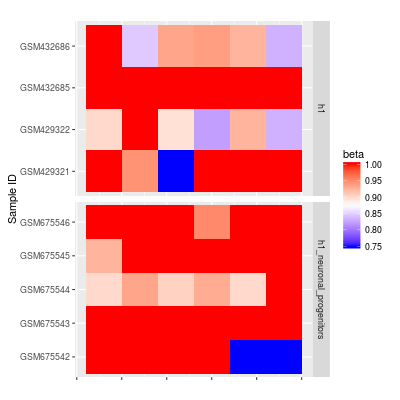 GSM432686
GSM432685
GSM429322
GSM429321
h1
GSM675546
GSM675545
GSM675544
GSM675543
GSM675542
h1_neuronal_progenitors
Sample ID
beta
1.00
0.95
0.90
0.85
0.80
0.75